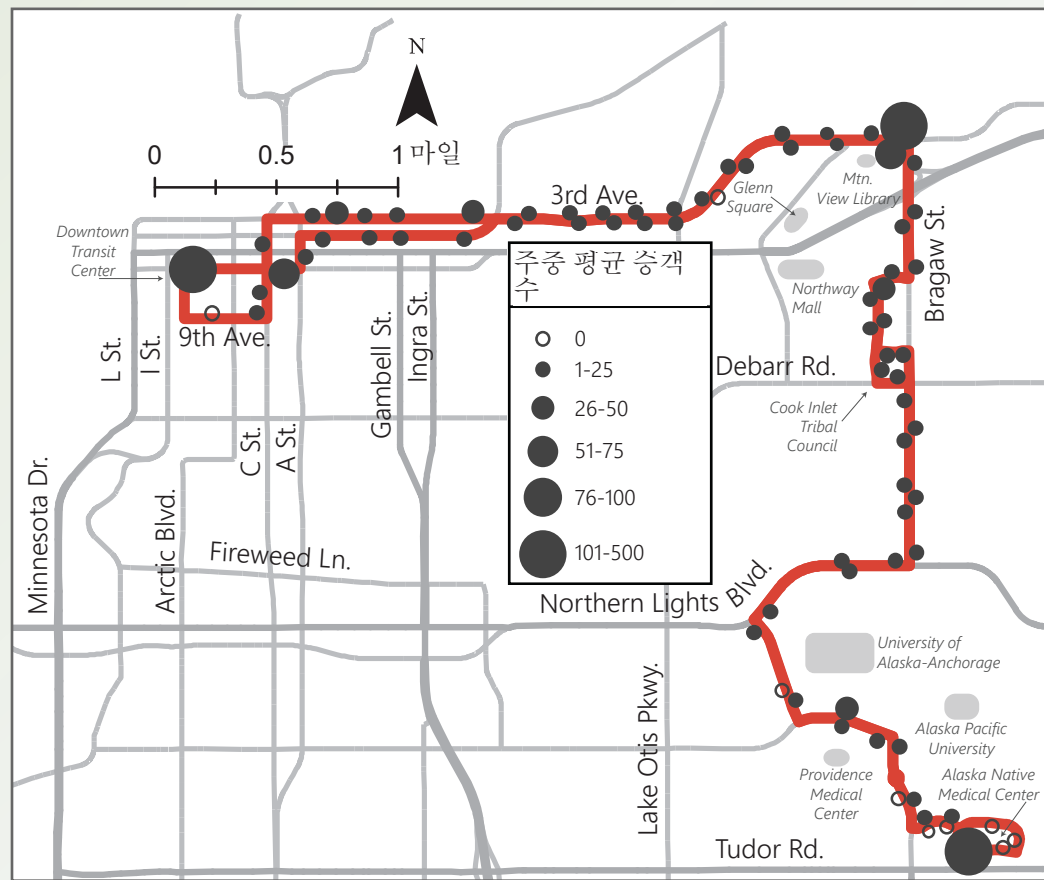 N
0 0.5 1 마일
3rd Ave.
Glenn
Square
Mtn.
View Library
Downtown
Transit
Center
주중 평균 승객
수
0
1-25
26-50
51-75
76-100
101-500
Northway
Mall
Bragaw St.
9th Ave.
L St.
I St.
Gambell St.
Ingra St.
Debarr Rd.
Cook Inlet
Tribal
Council
C St.
A St.
Minnesota Dr.
Arctic Blvd.
Fireweed Ln.
Northern Lights Blvd.
University of
Alaska-Anchorage
Lake Otis Pkwy.
Alaska Pacific
University
Providence
Medical
Center
Alaska Native
Medical Center
Tudor Rd.